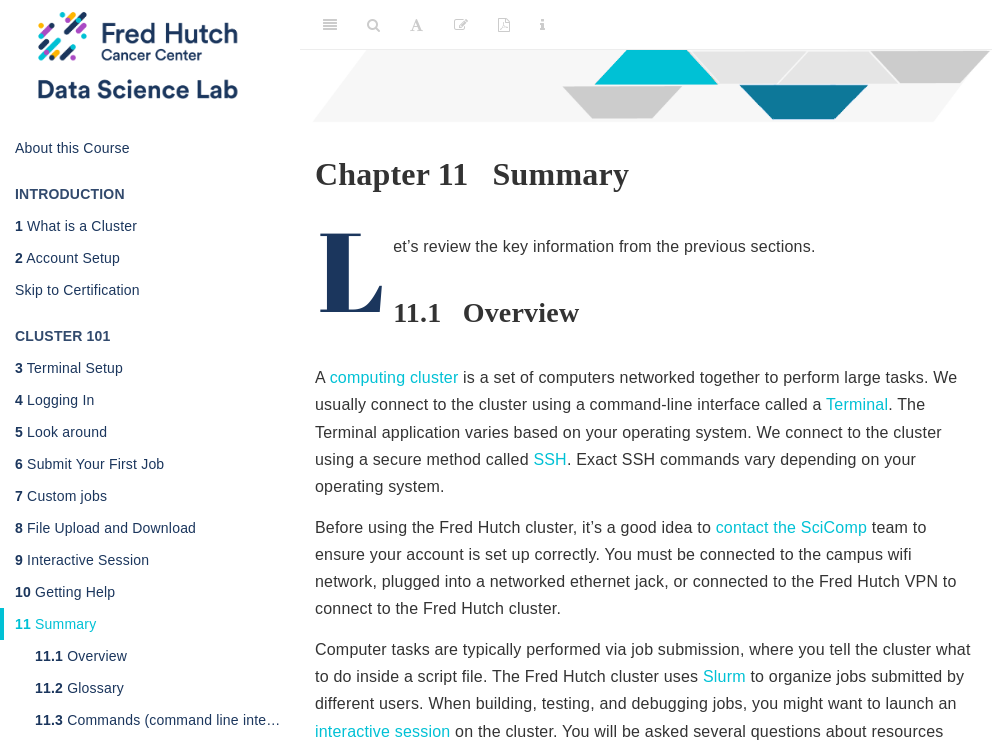 Fred Hutch
Cancer Center
Data Science Lab
About this Course
INTRODUCTION
1 What is a Cluster
2 Account Setup
Skip to Certification
CLUSTER 101
3 Terminal Setup
4 Logging In
5 Look around
6 Submit Your First Job
7 Custom jobs
8 File Upload and Download
9 Interactive Session
10 Getting Help
11 Summary
11.1 Overview
11.2 Glossary
11.3 Commands (command line inte…
Chapter 11 Summary
Let’s review the key information from the previous sections.
11.1 Overview
A computing cluster is a set of computers networked together to perform large tasks. We
usually connect to the cluster using a command-line interface called a Terminal. The
Terminal application varies based on your operating system. We connect to the cluster
using a secure method called SSH. Exact SSH commands vary depending on your
operating system.
Before using the Fred Hutch cluster, it’s a good idea to contact the SciComp team to
ensure your account is set up correctly. You must be connected to the campus wifi
network, plugged into a networked ethernet jack, or connected to the Fred Hutch VPN to
connect to the Fred Hutch cluster.
Computer tasks are typically performed via job submission, where you tell the cluster what
to do inside a script file. The Fred Hutch cluster uses Slurm to organize jobs submitted by
different users. When building, testing, and debugging jobs, you might want to launch an
interactive session on the cluster. You will be asked several questions about resources